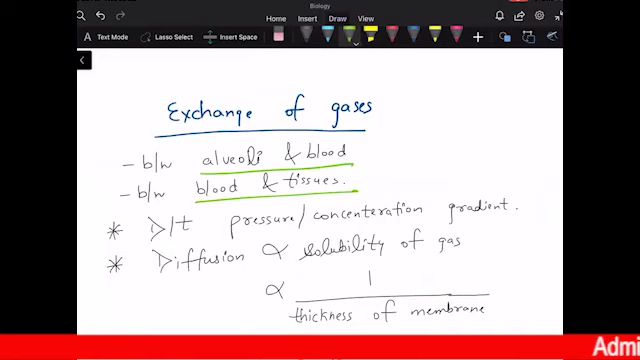 Biology
Home Insert Draw View
Text Mode Lasso Select Insert Space
Exchange of gases
- b/w alveoli & blood
- b/w blood & tissues.
* D/t pressure/concenteration gradient.
* Diffusion ∝ solubility of gas
∝ 1
thickness of membrane
Admi